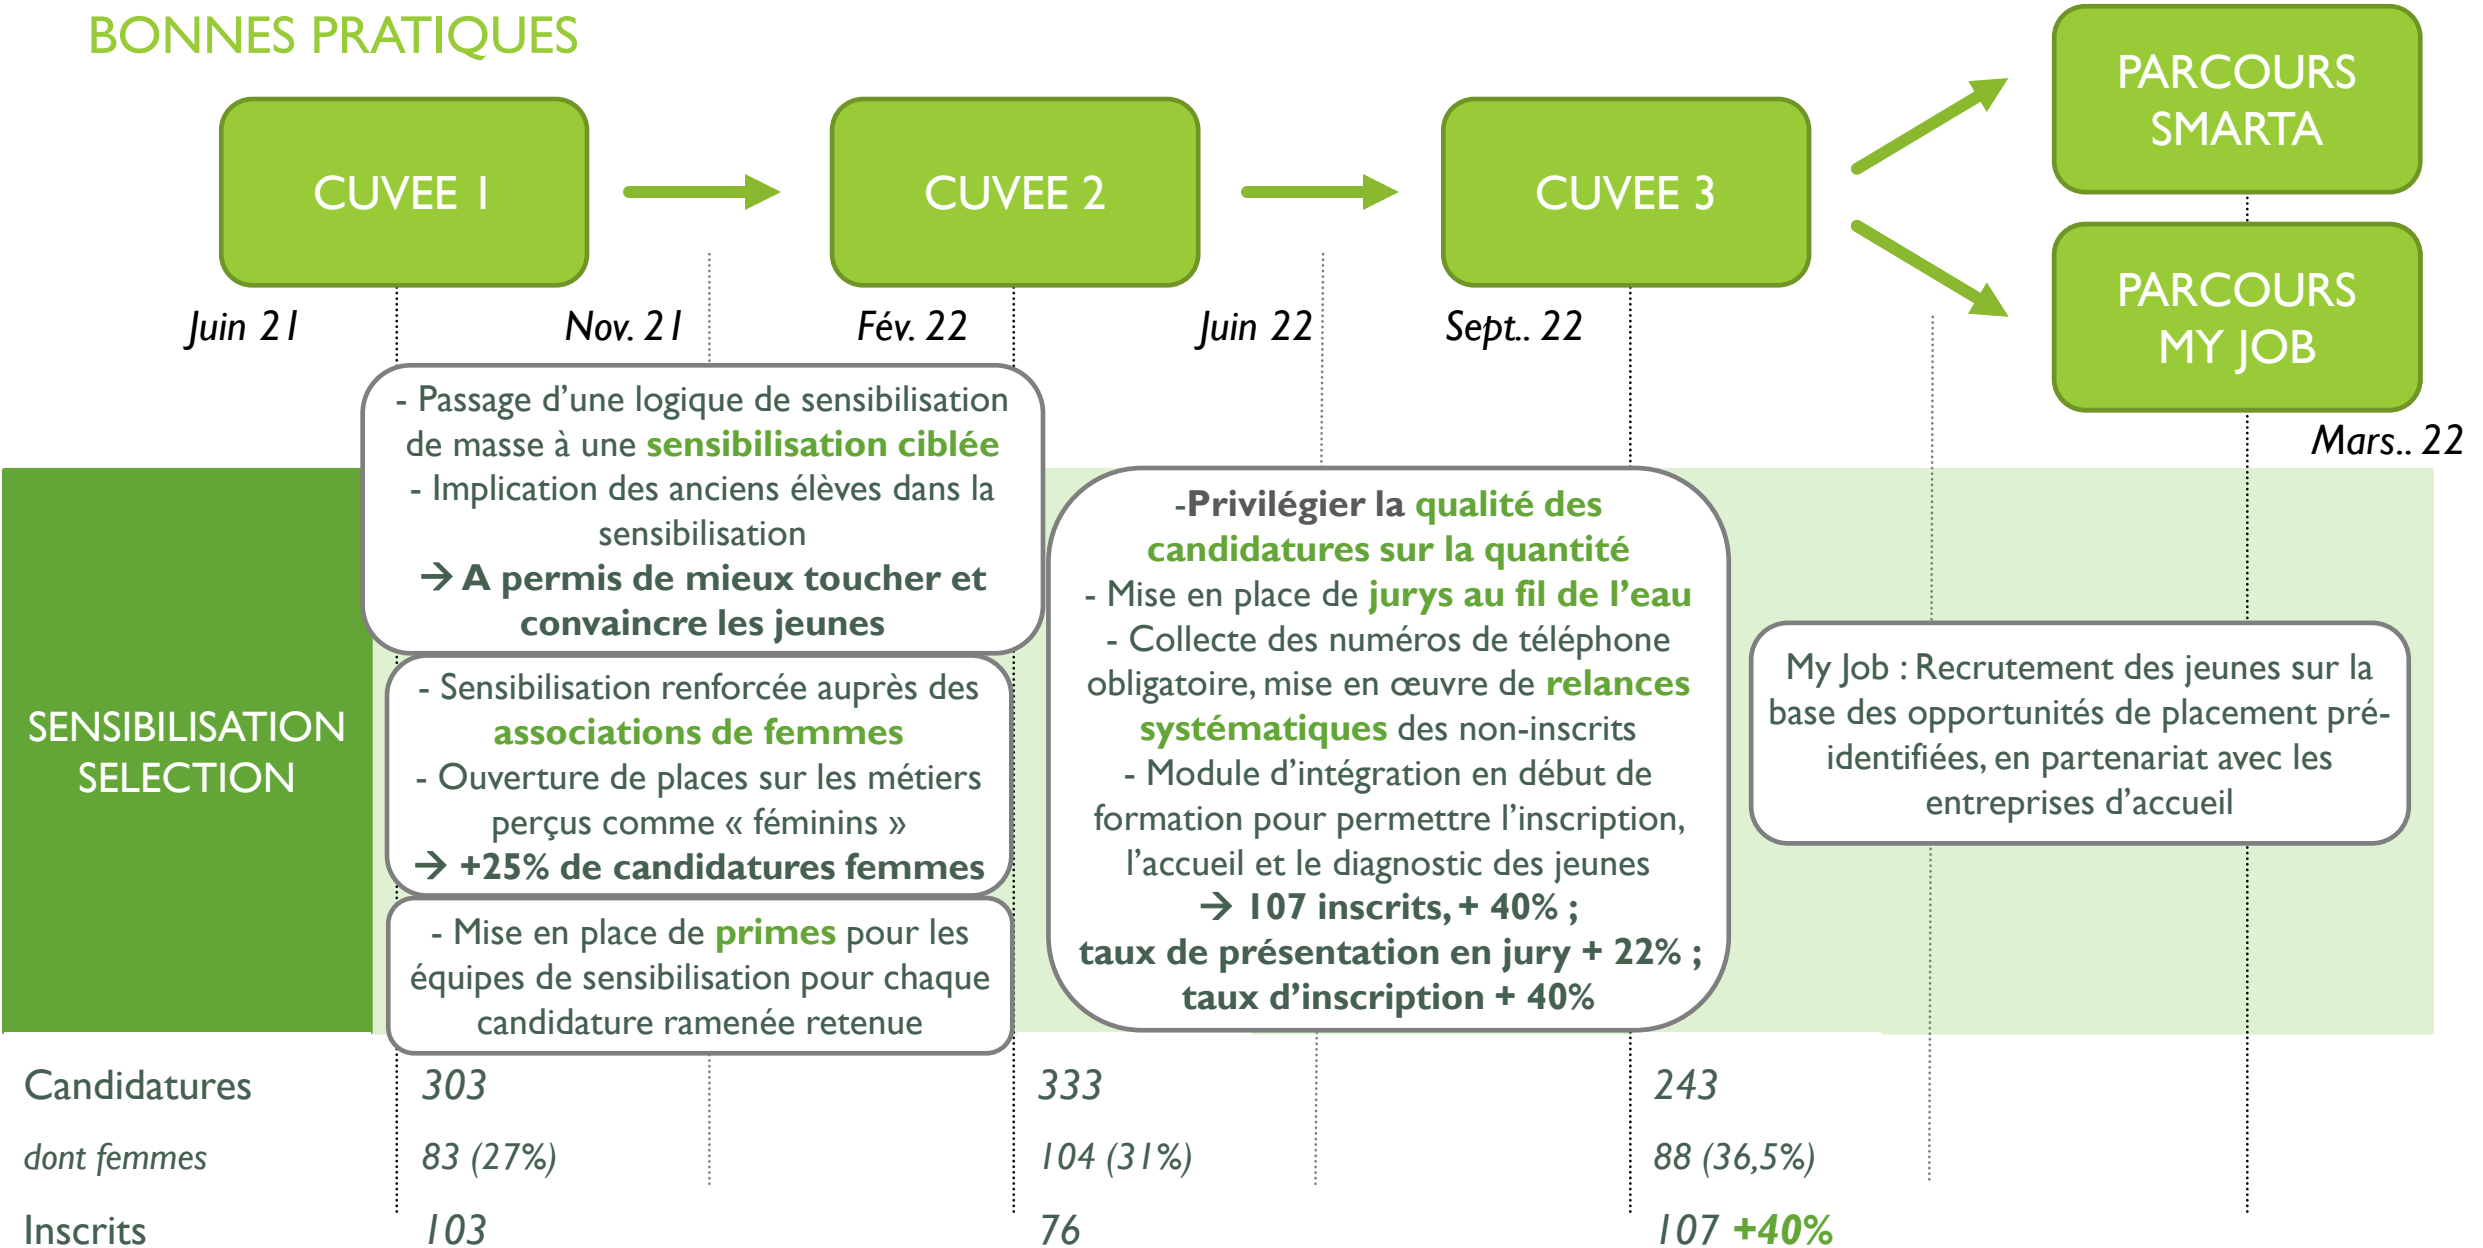 BONNES PRATIQUES
CUVEE 1
CUVEE 2
CUVEE 3
PARCOURS
SMARTA
PARCOURS
MY JOB
Juin 21
Nov. 21
Fév. 22
Juin 22
Sept.. 22
Mars.. 22
SENSIBILISATION
SELECTION
- Passage d’une logique de sensibilisation
de masse à une sensibilisation ciblée
- Implication des anciens élèves dans la
sensibilisation
→ A permis de mieux toucher et
convaincre les jeunes
- Sensibilisation renforcée auprès des
associations de femmes
- Ouverture de places sur les métiers
perçus comme « féminins »
→ +25% de candidatures femmes
- Mise en place de primes pour les
équipes de sensibilisation pour chaque
candidature ramenée retenue
-Privilégier la qualité des
candidatures sur la quantité
- Mise en place de jurys au fil de l’eau
- Collecte des numéros de téléphone
obligatoire, mise en œuvre de relances
systématiques des non-inscrits
- Module d’intégration en début de
formation pour permettre l’inscription,
l’accueil et le diagnostic des jeunes
→ 107 inscrits, + 40% ;
taux de présentation en jury + 22% ;
taux d’inscription + 40%
My Job : Recrutement des jeunes sur la
base des opportunités de placement pré-
identifiées, en partenariat avec les
entreprises d’accueil
Candidatures 303 333 243
dont femmes 83 (27%) 104 (31%) 88 (36,5%)
Inscrits 103 76 107 +40%